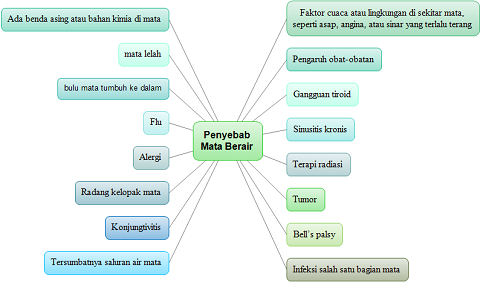 Ada benda asing atau bahan kimia di mata
mata lelah
bulu mata tumbuh ke dalam
Flu
Alergi
Radang kelopak mata
Konjungtivitis
Tersumbatnya saluran air mata
Penyebab
Mata Berair
Faktor cuaca atau lingkungan di sekitar mata,
seperti asap, angina, atau sinar yang terlalu terang
Pengaruh obat-obatan
Gangguan tiroid
Sinusitis kronis
Terapi radiasi
Tumor
Bell's palsy
Infeksi salah satu bagian mata